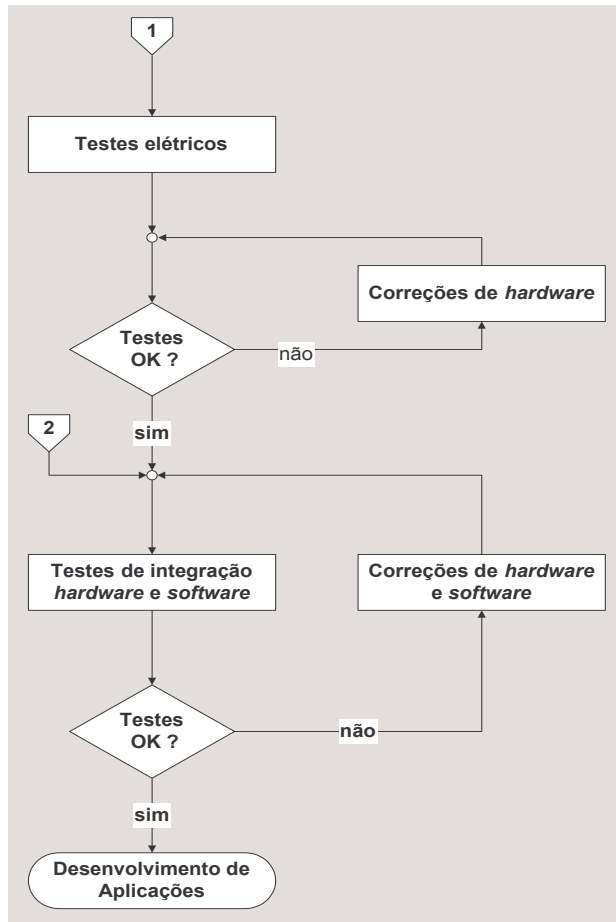 1
Testes elétricos
Correções de hardware
Testes
OK ?
não
sim
2
Testes de integração
hardware e software
Correções de hardware
e software
Testes
OK ?
não
sim
Desenvolvimento de
Aplicações